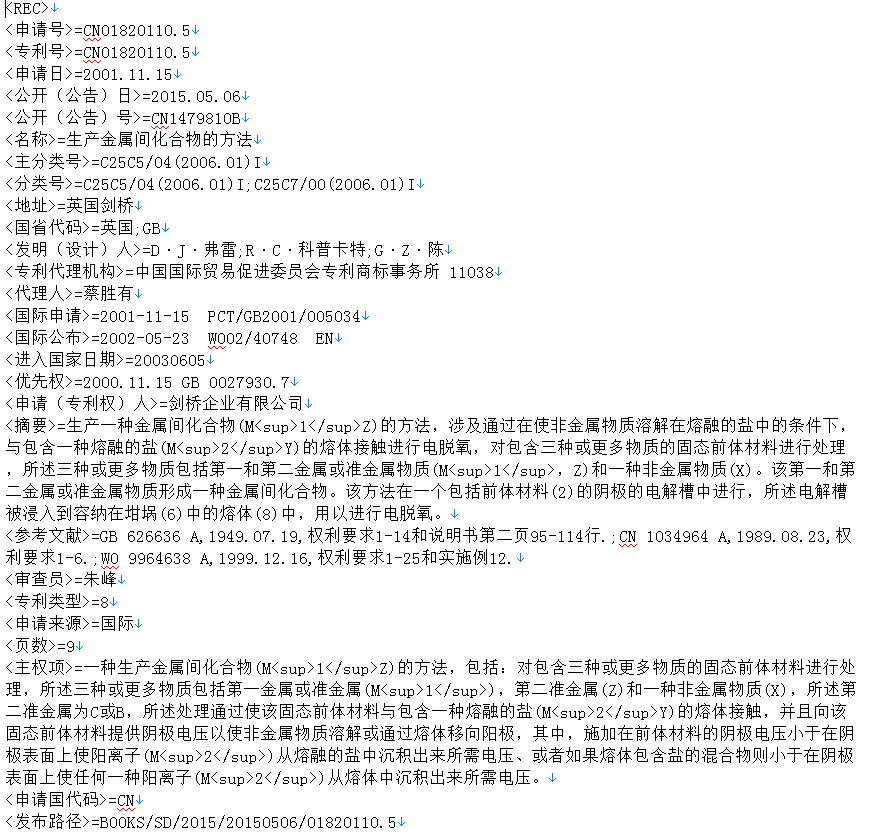 <REC>↓
<申请号>=CN01820110.5↓
<专利号>=CN01820110.5↓
<申请日>=2001.11.15↓
<公开（公告）日>=2015.05.06↓
<公开（公告）号>=CN1479810B↓
<名称>=生产金属间化合物的方法↓
<主分类号>=C25C5/04(2006.01)I↓
<分类号>=C25C5/04(2006.01)I;C25C7/00(2006.01)I↓
<地址>=英国剑桥↓
<国省代码>=英国;GB↓
<发明（设计）人>=D·J·弗雷;R·C·科普卡特;G·Z·陈↓
<专利代理机构>=中国国际贸易促进委员会专利商标事务所 11038↓
<代理人>=蔡胜有↓
<国际申请>=2001-11-15  PCT/GB2001/005034↓
<国际公布>=2002-05-23  WO02/40748  EN↓
<进入国家日期>=20030605↓
<优先权>=2000.11.15 GB 0027930.7↓
<申请（专利权）人>=剑桥企业有限公司↓
<摘要>=生产一种金属间化合物(M<sup>1</sup>Z)的方法，涉及通过在使非金属物质溶解在熔融的盐中的条件下，
与包含一种熔融的盐(M<sup>2</sup>Y)的熔体接触进行电脱氧，对包含三种或更多物质的固态前体材料进行处理
，所述三种或更多物质包括第一和第二金属或准金属物质(M<sup>1</sup>，Z)和一种非金属物质(X)。该第一和第
二金属或准金属物质形成一种金属间化合物。该方法在一个包括前体材料(2)的阴极的电解槽中进行，所述电解槽
被浸入到容纳在坩埚(6)中的熔体(8)中，用以进行电脱氧。↓
<参考文献>=GB 626636 A,1949.07.19,权利要求1-14和说明书第二页95-114行.;CN 1034964 A,1989.08.23,权
利要求1-6.;WO 9964638 A,1999.12.16,权利要求1-25和实施例12.↓
<审查员>=朱峰↓
<专利类型>=8↓
<申请来源>=国际↓
<页数>=9↓
<主权项>=一种生产金属间化合物(M<sup>1</sup>Z)的方法，包括：对包含三种或更多物质的固态前体材料进行处
理，所述三种或更多物质包括第一金属或准金属(M<sup>1</sup>)，第二准金属(Z)和一种非金属物质(X)，所述第
二准金属为C或B，所述处理通过使该固态前体材料与包含一种熔融的盐(M<sup>2</sup>Y)的熔体接触，并且向该
固态前体材料提供阴极电压以使非金属物质溶解或通过熔体移向阳极，其中，施加在前体材料的阴极电压小于在阴
极表面上使阳离子(M<sup>2</sup>)从熔融的盐中沉积出来所需电压、或者如果熔体包含盐的混合物则小于在阴极
表面上使任何一种阳离子(M<sup>2</sup>)从熔体中沉积出来所需电压。↓
<申请国代码>=CN↓
<发布路径>=BOOKS/SD/2015/20150506/01820110.5↓